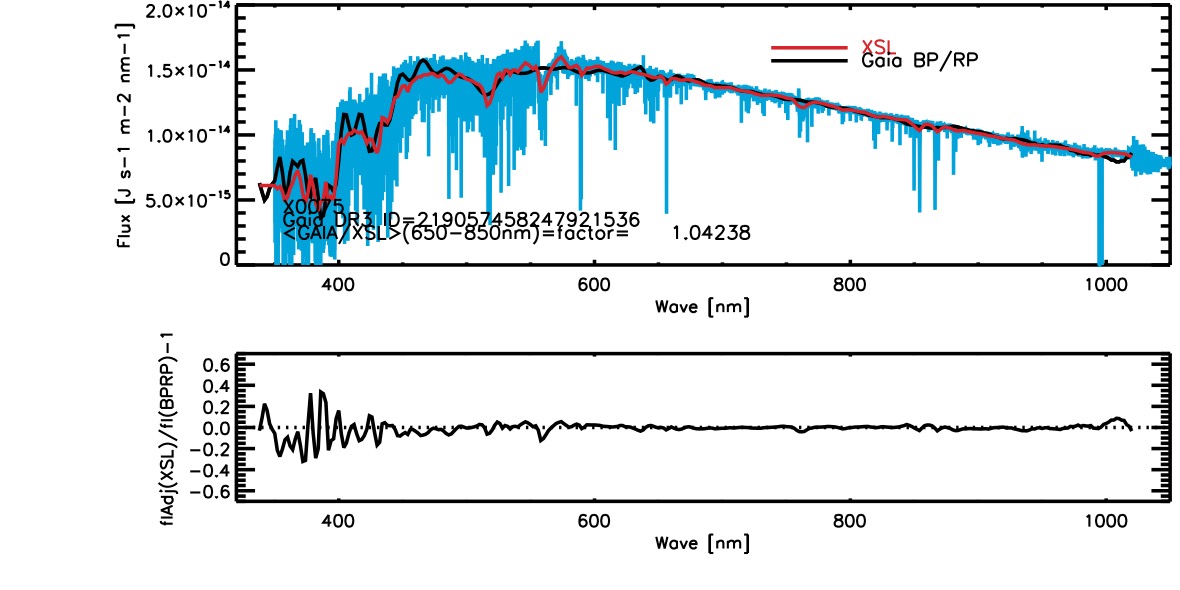 2.0×10⁻¹⁴
1.5×10⁻¹⁴
1.0×10⁻¹⁴
5.0×10⁻¹⁵
0
Flux [J s−1 m−2 nm−1]
XSL
Gaia BP/RP
X0075
Gaia DR3 ID=2190574582479215​36
<GAIA/XSL>(650−850nm)=factor= 1.04238
400 600 800 1000
Wave [nm]
0.6
0.4
0.2
0.0
−0.2
−0.4
−0.6
flAdj(XSL)/fl(BPRP)−1
400 600 800 1000
Wave [nm]